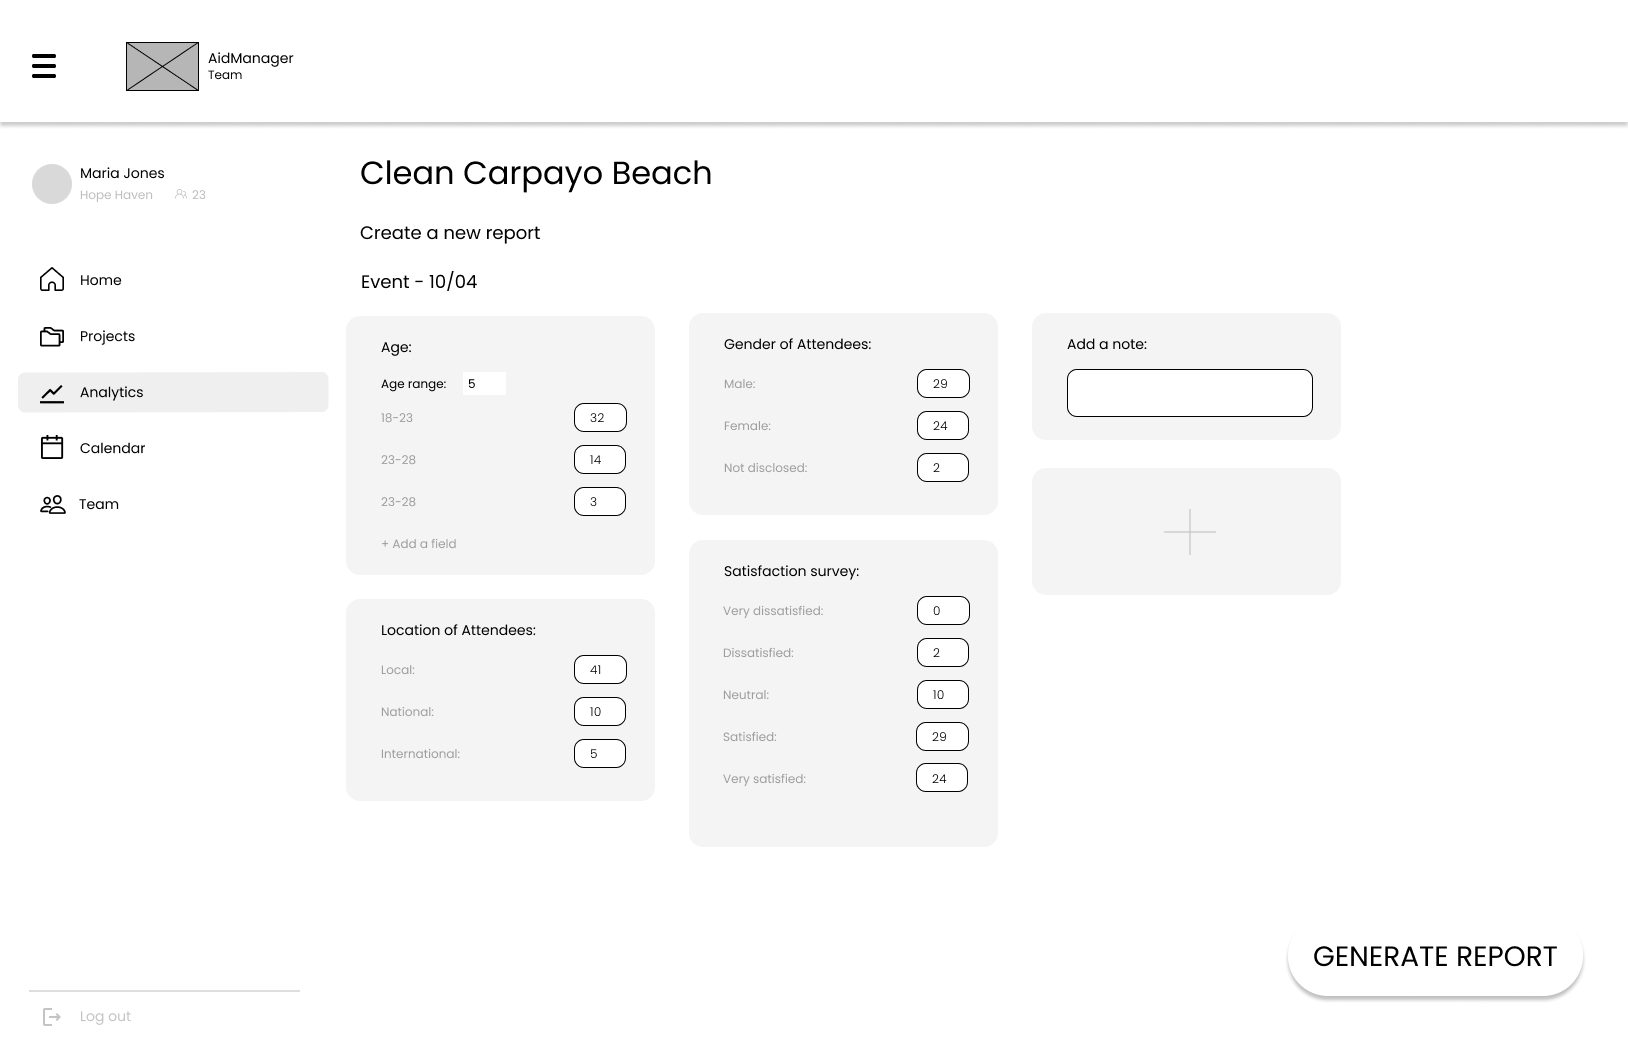 AidManager
Team
Maria Jones
Hope Haven 23
Home
Projects
Analytics
Calendar
Team
Log out
Clean Carpayo Beach
Create a new report
Event - 10/04
Age:
Age range: 5
18-23 32
23-28 14
23-28 3
+ Add a field
Location of Attendees:
Local: 41
National: 10
International: 5
Gender of Attendees:
Male: 29
Female: 24
Not disclosed: 2
Satisfaction survey:
Very dissatisfied: 0
Dissatisfied: 2
Neutral: 10
Satisfied: 29
Very satisfied: 24
Add a note:
GENERATE REPORT